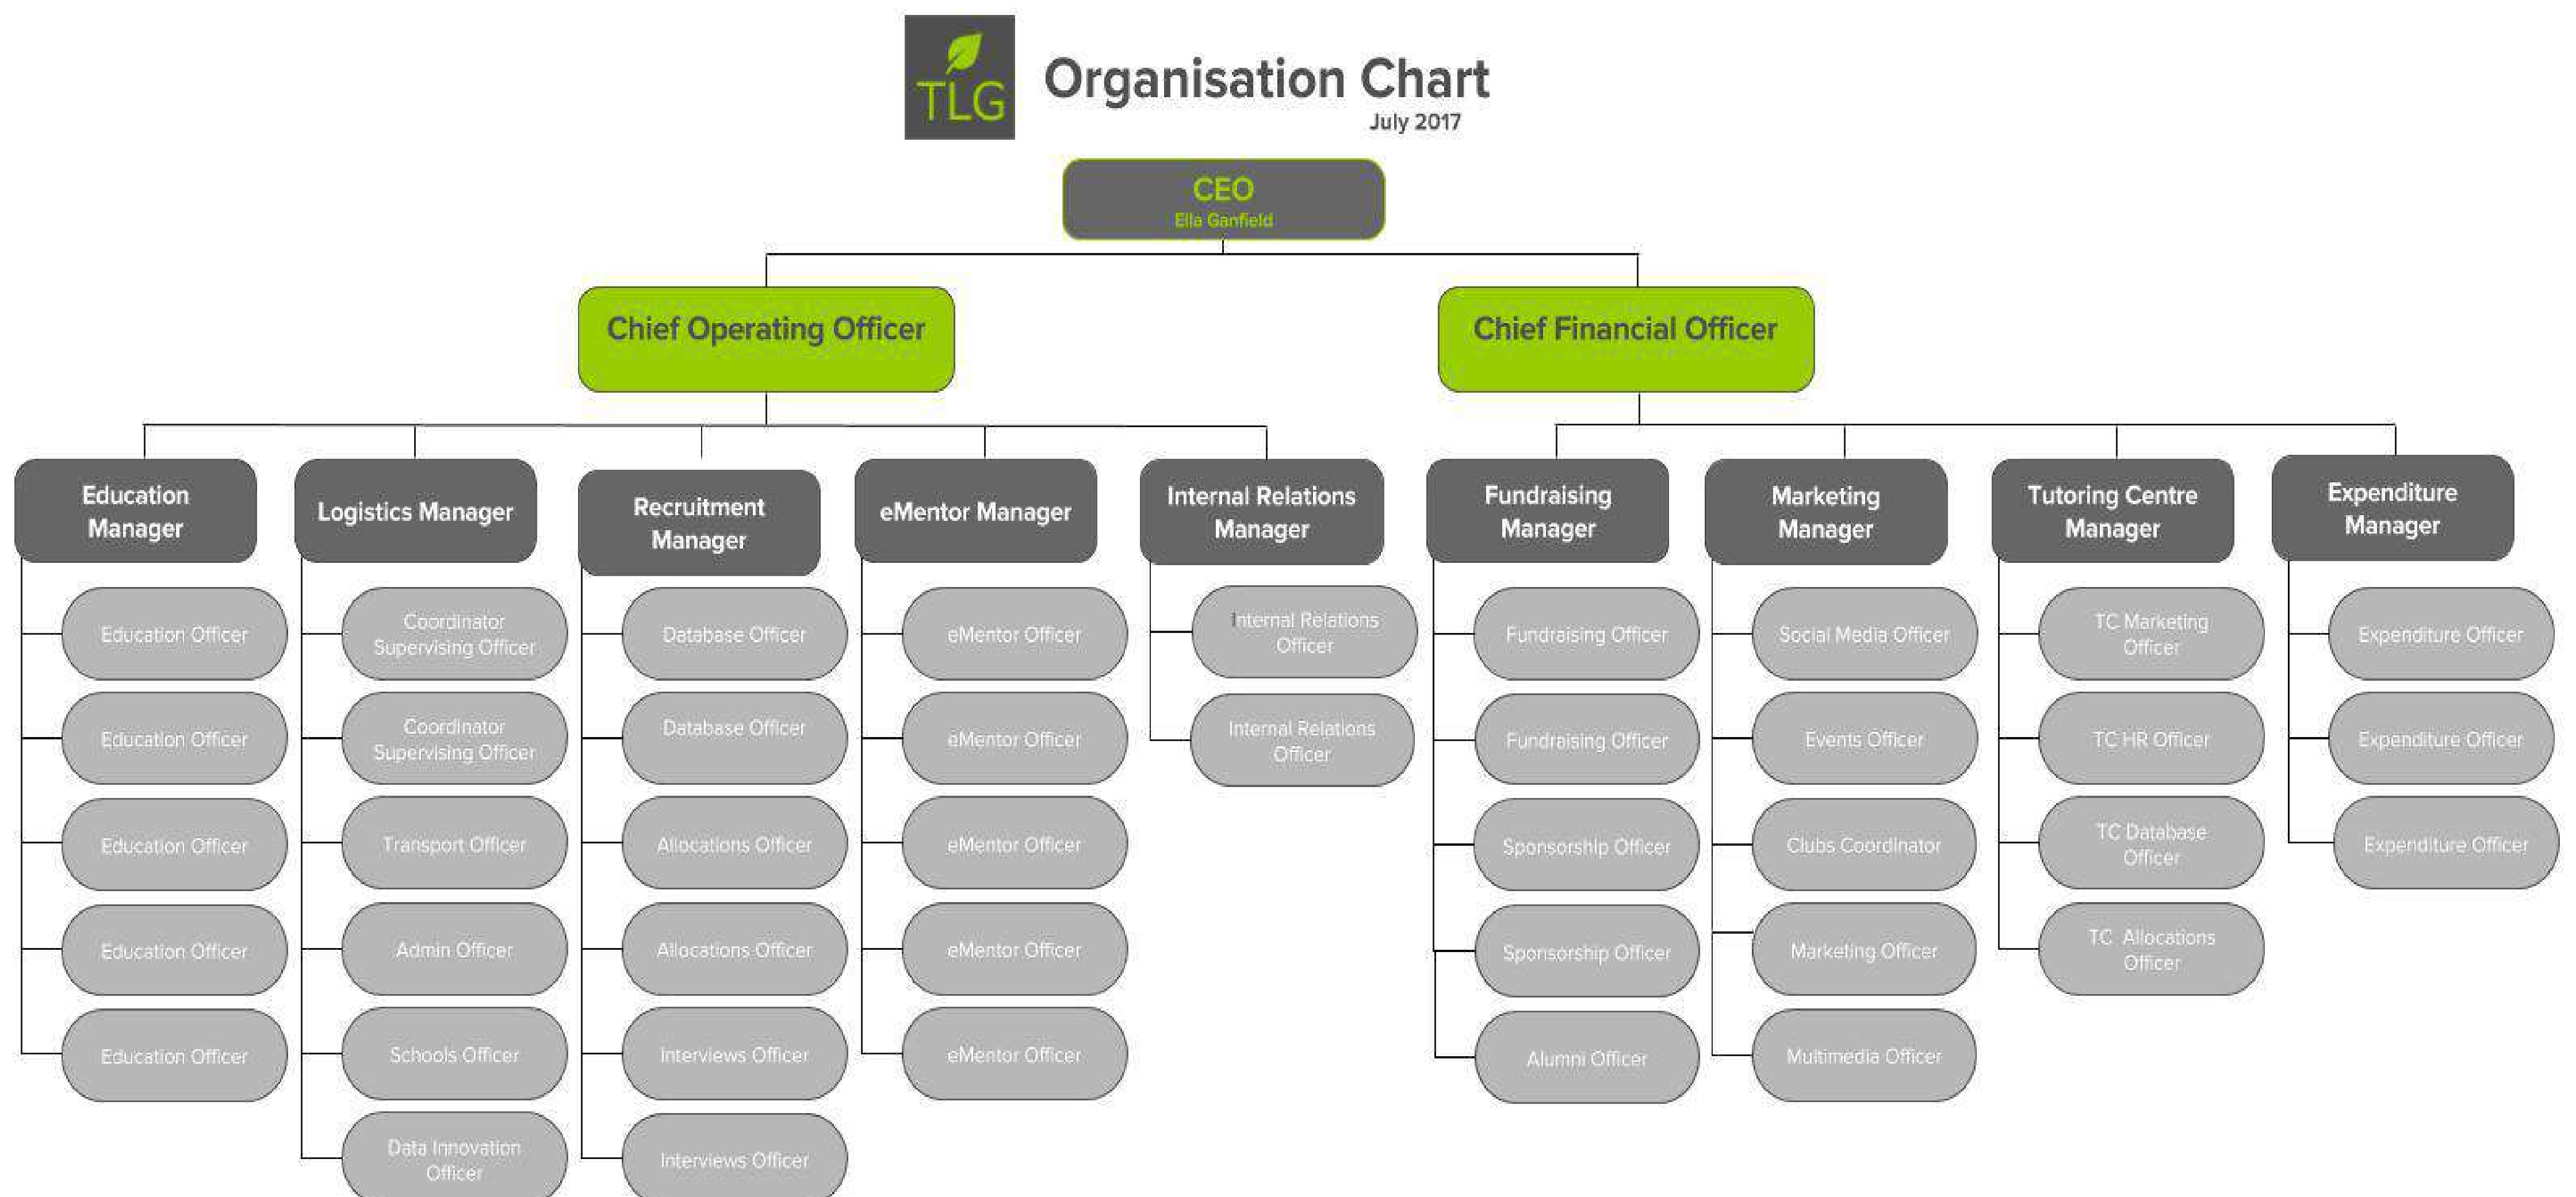 TLG
Organisation Chart
July 2017
CEO
Ella Ganfield
Chief Operating Officer
Chief Financial Officer
Education
Manager
Logistics Manager
Recruitment
Manager
eMentor Manager
Internal Relations
Manager
Fundraising
Manager
Marketing
Manager
Tutoring Centre
Manager
Expenditure
Manager
Education Officer
Education Officer
Education Officer
Education Officer
Education Officer
Coordinator
Supervising Officer
Coordinator
Supervising Officer
Transport Officer
Admin Officer
Schools Officer
Data Innovation
Officer
Database Officer
Database Officer
Allocations Officer
Allocations Officer
Interviews Officer
Interviews Officer
eMentor Officer
eMentor Officer
eMentor Officer
eMentor Officer
eMentor Officer
Internal Relations
Officer
Internal Relations
Officer
Fundraising Officer
Fundraising Officer
Sponsorship Officer
Sponsorship Officer
Alumni Officer
Social Media Officer
Events Officer
Clubs Coordinator
Marketing Officer
Multimedia Officer
TC Marketing
Officer
TC HR Officer
TC Database
Officer
TC Allocations
Officer
Expenditure Officer
Expenditure Officer
Expenditure Officer